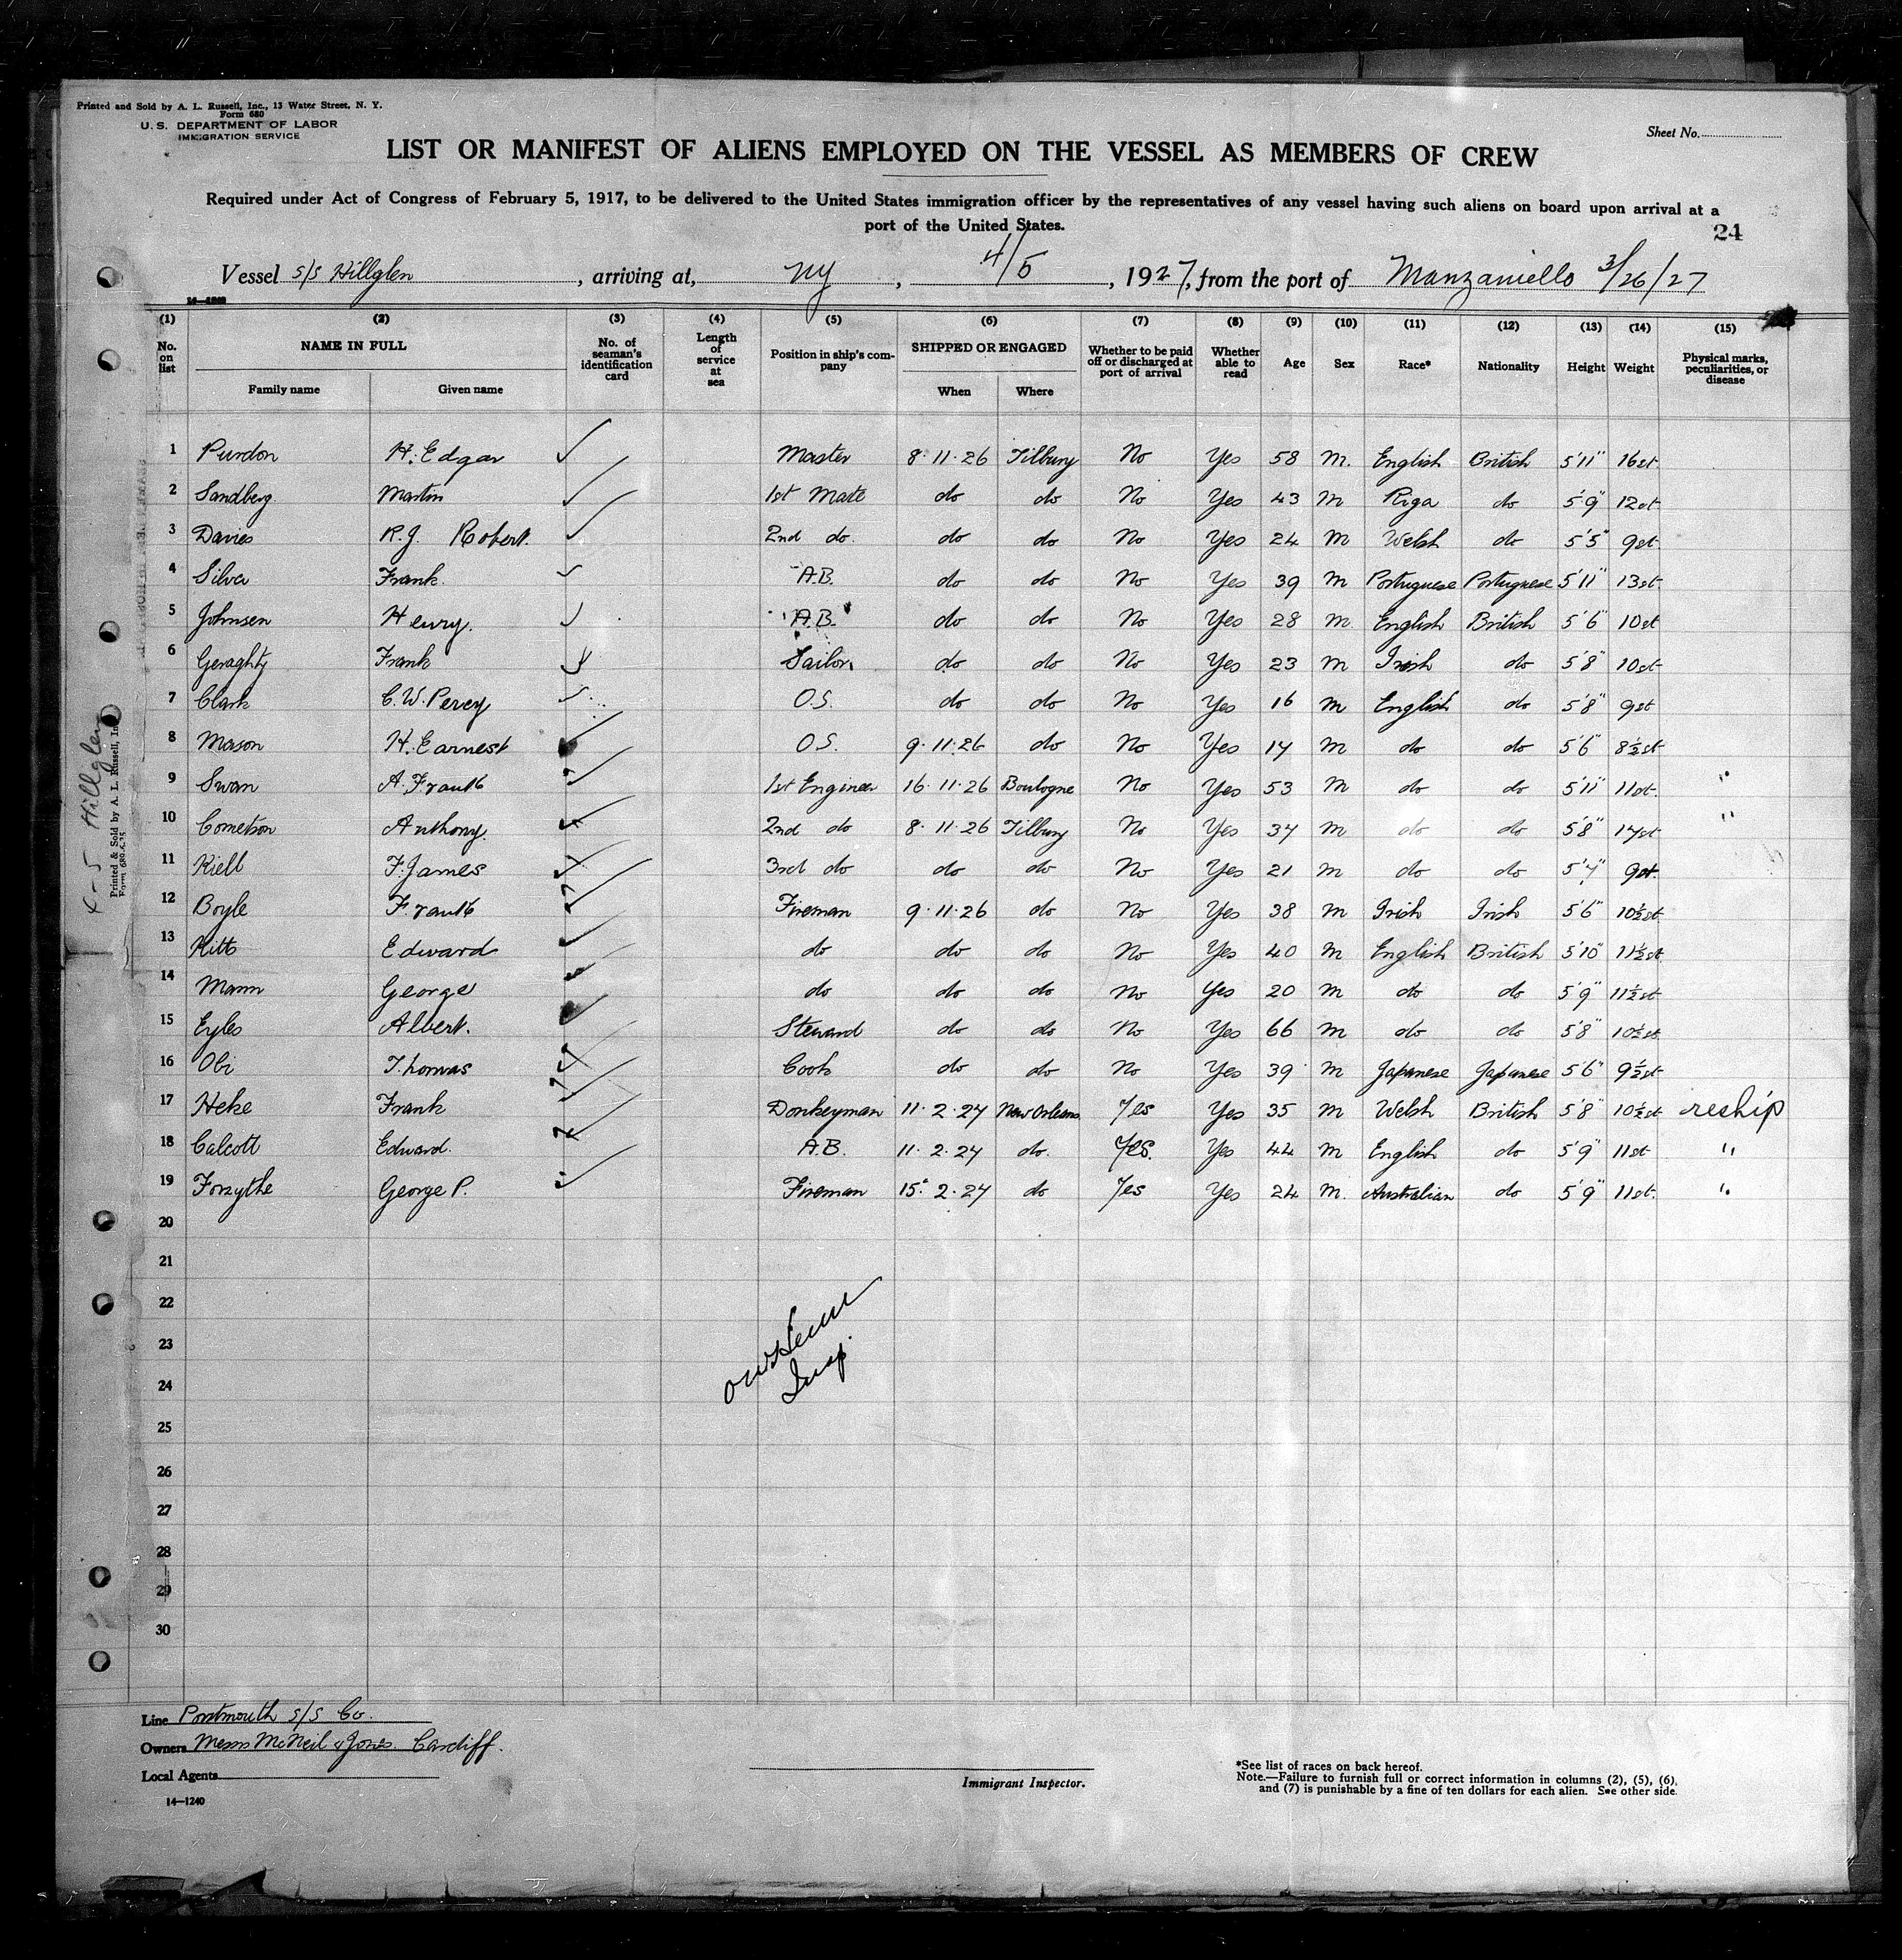 Printed and Sold by A. L. Russell, Inc., 13 Water Street, N. Y.
Form 680
U. S. DEPARTMENT OF LABOR
IMMIGRATION SERVICE
Sheet No.
LIST OR MANIFEST OF ALIENS EMPLOYED ON THE VESSEL AS MEMBERS OF CREW
Required under Act of Congress of February 5, 1917, to be delivered to the United States immigration officer by the representatives of any vessel having such aliens on board upon arrival at a
port of the United States.
24
Vessel S/S Hillglen, arriving at, NY, 4/5, 1927, from the port of Manzaniello 3/26/27
(1) (2) (3) (4) (5) (6) (7) (8) (9) (10) (11) (12) (13) (14) (15)
No. on list NAME IN FULL Family name Given name No. of seaman's identification card Length of service at sea Position in ship's company SHIPPED OR ENGAGED When Where Whether to be paid off or discharged at port of arrival Whether able to read Age Sex Race* Nationality Height Weight Physical marks, peculiarities, or disease
1 Purdon H. Edgar Master 8.11.26 Tilbury No Yes 58 M. English British 5'11" 16st
2 Sandberg Martin 1st Mate do do No Yes 43 M Riga do 5'9" 12st
3 Davies R.J. Robert. 2nd do. do do No Yes 24 M Welsh do 5'5" 9st.
4 Silva Frank. A.B. do do No Yes 39 M Portuguese Portuguese 5'11" 13st.
5 Johnsen Henry. A.B. do do No Yes 28 M English British 5'6" 10st
6 Geraghty Frank Sailor. do do No Yes 23 M Irish do 5'8" 10st
7 Clark C.W. Percy O.S. do do No Yes 16 M English do 5'8" 9st
8 Mason H. Earnest O.S. 9.11.26 do No Yes 17 M do do 5'6" 8½st
9 Swan A. Frank 1st Engineer 16.11.26 Boulogne No Yes 53 M do do 5'11" 11st. "
10 Cometson Anthony. 2nd do 8.11.26 Tilbury No Yes 37 M do do 5'8" 14st "
11 Kiell F. James 3rd do do do No Yes 21 M do do 5'4" 9st.
12 Boyle Frank Fireman 9.11.26 do No Yes 38 M Irish Irish 5'6" 10½st
13 Kitts Edward do do do No Yes 40 M English British 5'10" 11½st
14 Mann George do do do No Yes 20 M do do 5'9" 11½st
15 Eyles Albert. Steward do do No Yes 66 M do do 5'8" 10½st
16 Obi Thomas Cook do do No Yes 39 M Japanese Japanese 5'6" 9½st
17 Heke Frank Donkeyman 11.2.27 New Orleans Yes Yes 35 M Welsh British 5'8" 10½st reship
18 Calcott Edward. A.B. 11.2.27 do. Yes. Yes 44 M English do 5'9" 11st "
19 Forsythe George P. Fireman 15.2.27 do Yes Yes 24 M. Australian do 5'9" 11st. "
20
21
22
23
24
25
26
27
28
29
30
Insp.
4-5 Hillglen
Printed & Sold by A. L. Russell, Inc
Line Portmouth S/S Co.
Owners Messrs McNeil & Jones. Cardiff.
Local Agents
14—1240
Immigrant Inspector.
*See list of races on back hereof.
Note.—Failure to furnish full or correct information in columns (2), (5), (6),
and (7) is punishable by a fine of ten dollars for each alien. See other side.